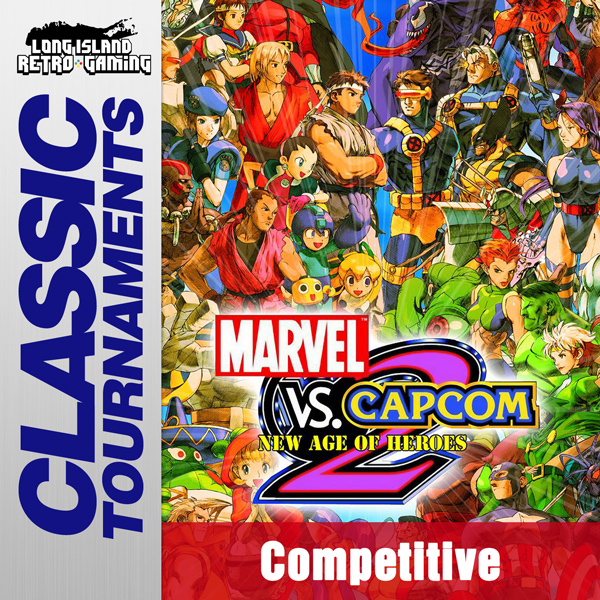 LONG ISLAND
RETRO GAMING
CLASSIC
TOURNAMENTS
MARVEL
VS. CAPCOM
2
NEW AGE OF HEROES
Competitive